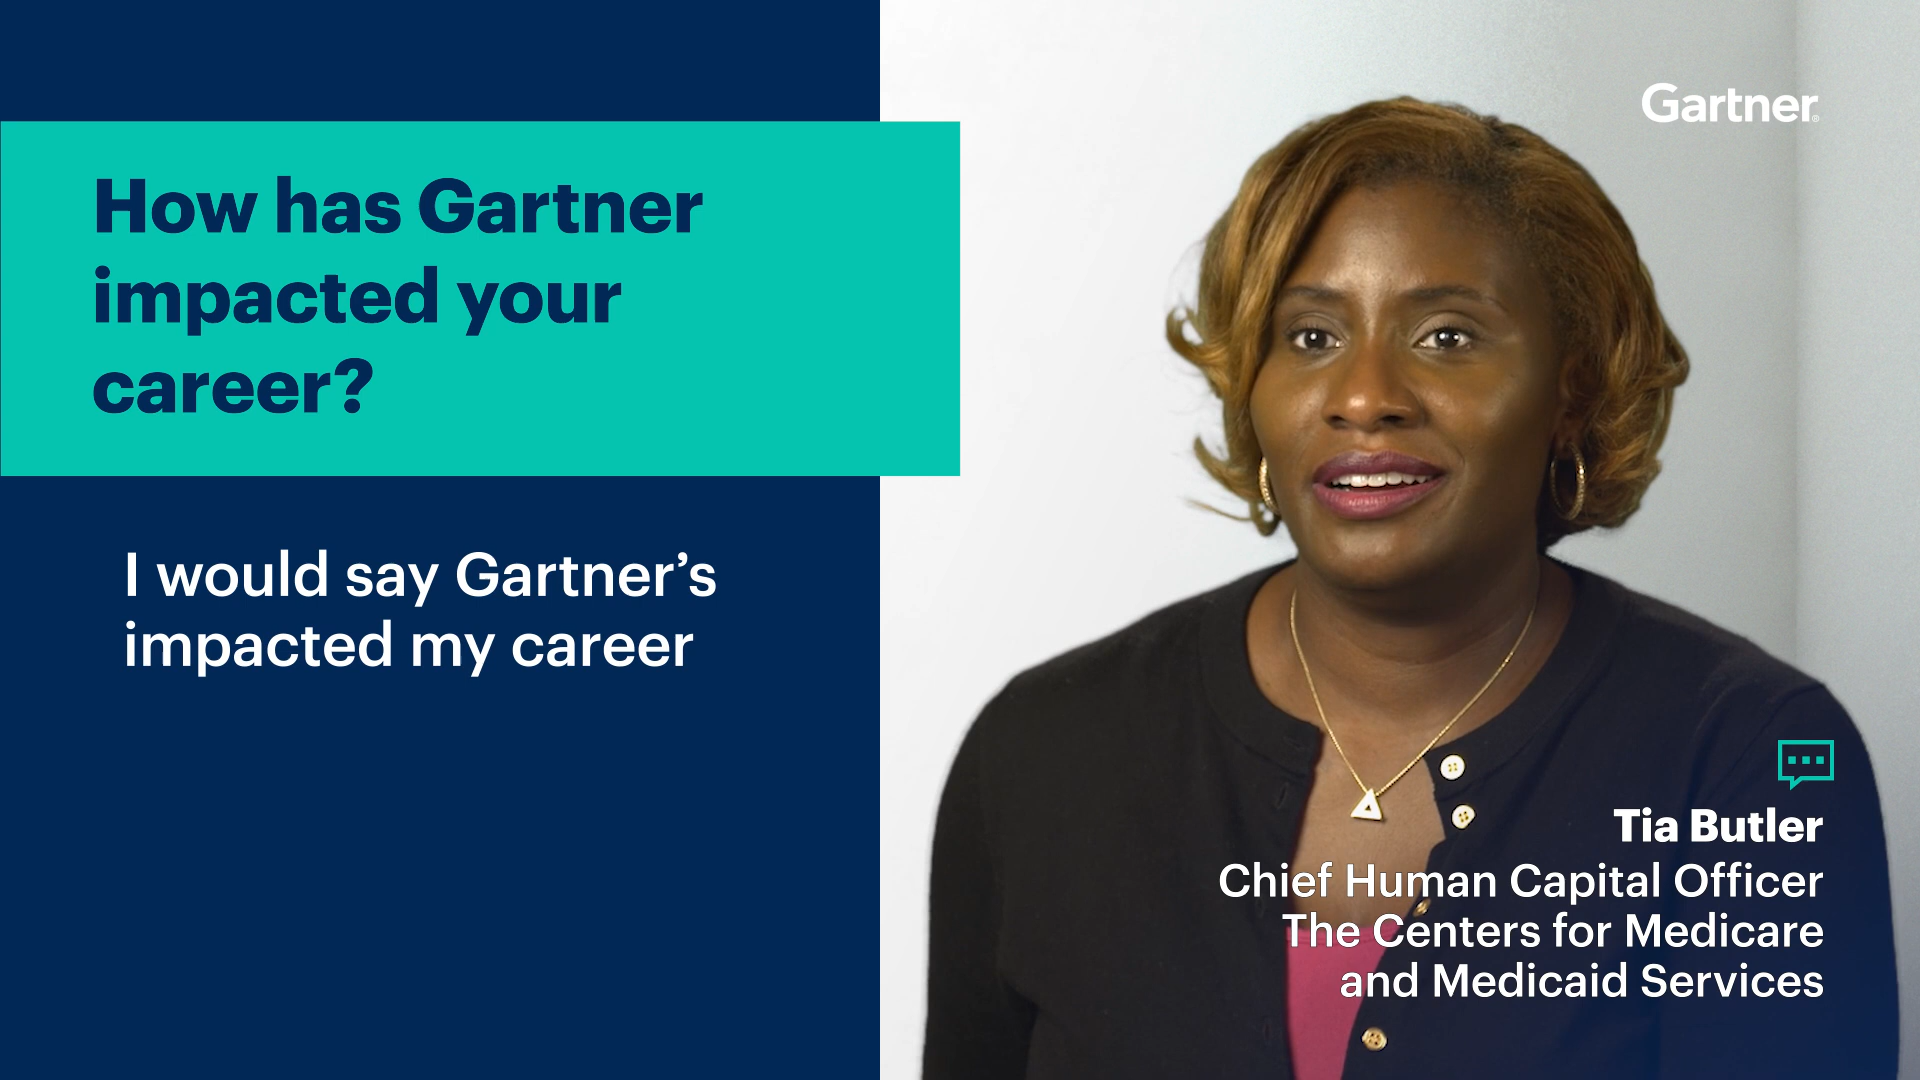 How has Gartner
impacted your
career?
I would say Gartner’s
impacted my career
Gartner®
Tia Butler
Chief Human Capital Officer
The Centers for Medicare
and Medicaid Services